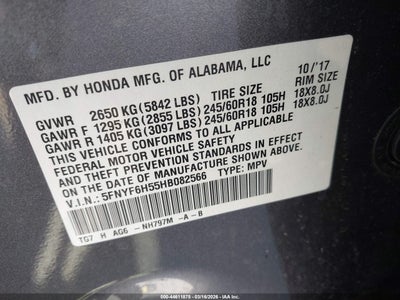 MFD. BY HONDA MFG. OF ALABAMA, LLC 10/'17
GVWR 2650 KG(5842 LBS) TIRE SIZE RIM SIZE
GAWR F 1295 KG(2855 LBS)245/60R18 105H 18X8.0J
GAWR R 1405 KG(3097 LBS)245/60R18 105H 18X8.0J
THIS VEHICLE CONFORMS TO ALL APPLICABLE
FEDERAL MOTOR VEHICLE SAFETY AND
THEFT PREVENTION STANDARDS IN EFFECT ON
THE DATE OF MANUFACTURE SHOWN ABOVE.
V.I.N.:5FNYF6H55HB082566 TYPE: MPV
TG7 H AG6 -NH797M -A-B
500-44611875 - 03/16/2026 - © IAA, Inc.